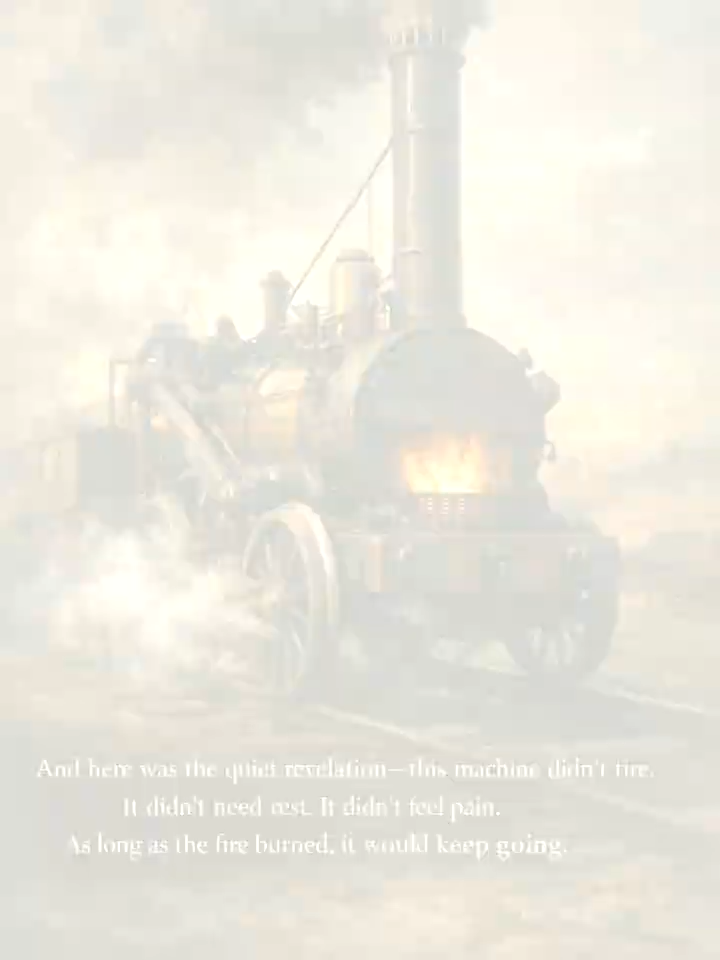 And here was the quiet revelation—this machine didn't tire.
It didn't need rest. It didn't feel pain.
As long as the fire burned, it would keep going.